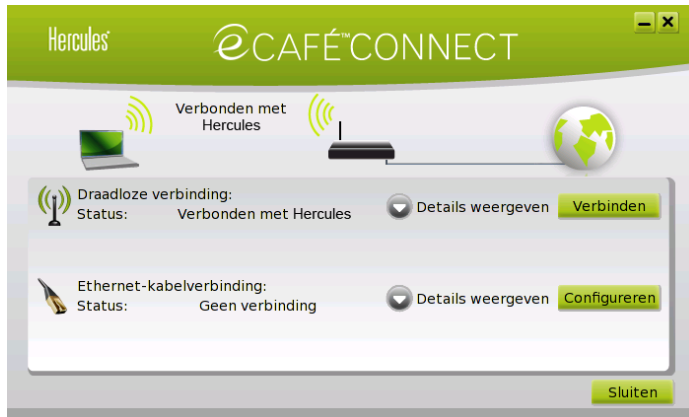 Hercules
eCAFÉ™CONNECT
Verbonden met
Hercules
Draadloze verbinding:
Status: Verbonden met Hercules
Details weergeven
Verbinden
Ethernet-kabelverbinding:
Status: Geen verbinding
Details weergeven
Configureren
Sluiten